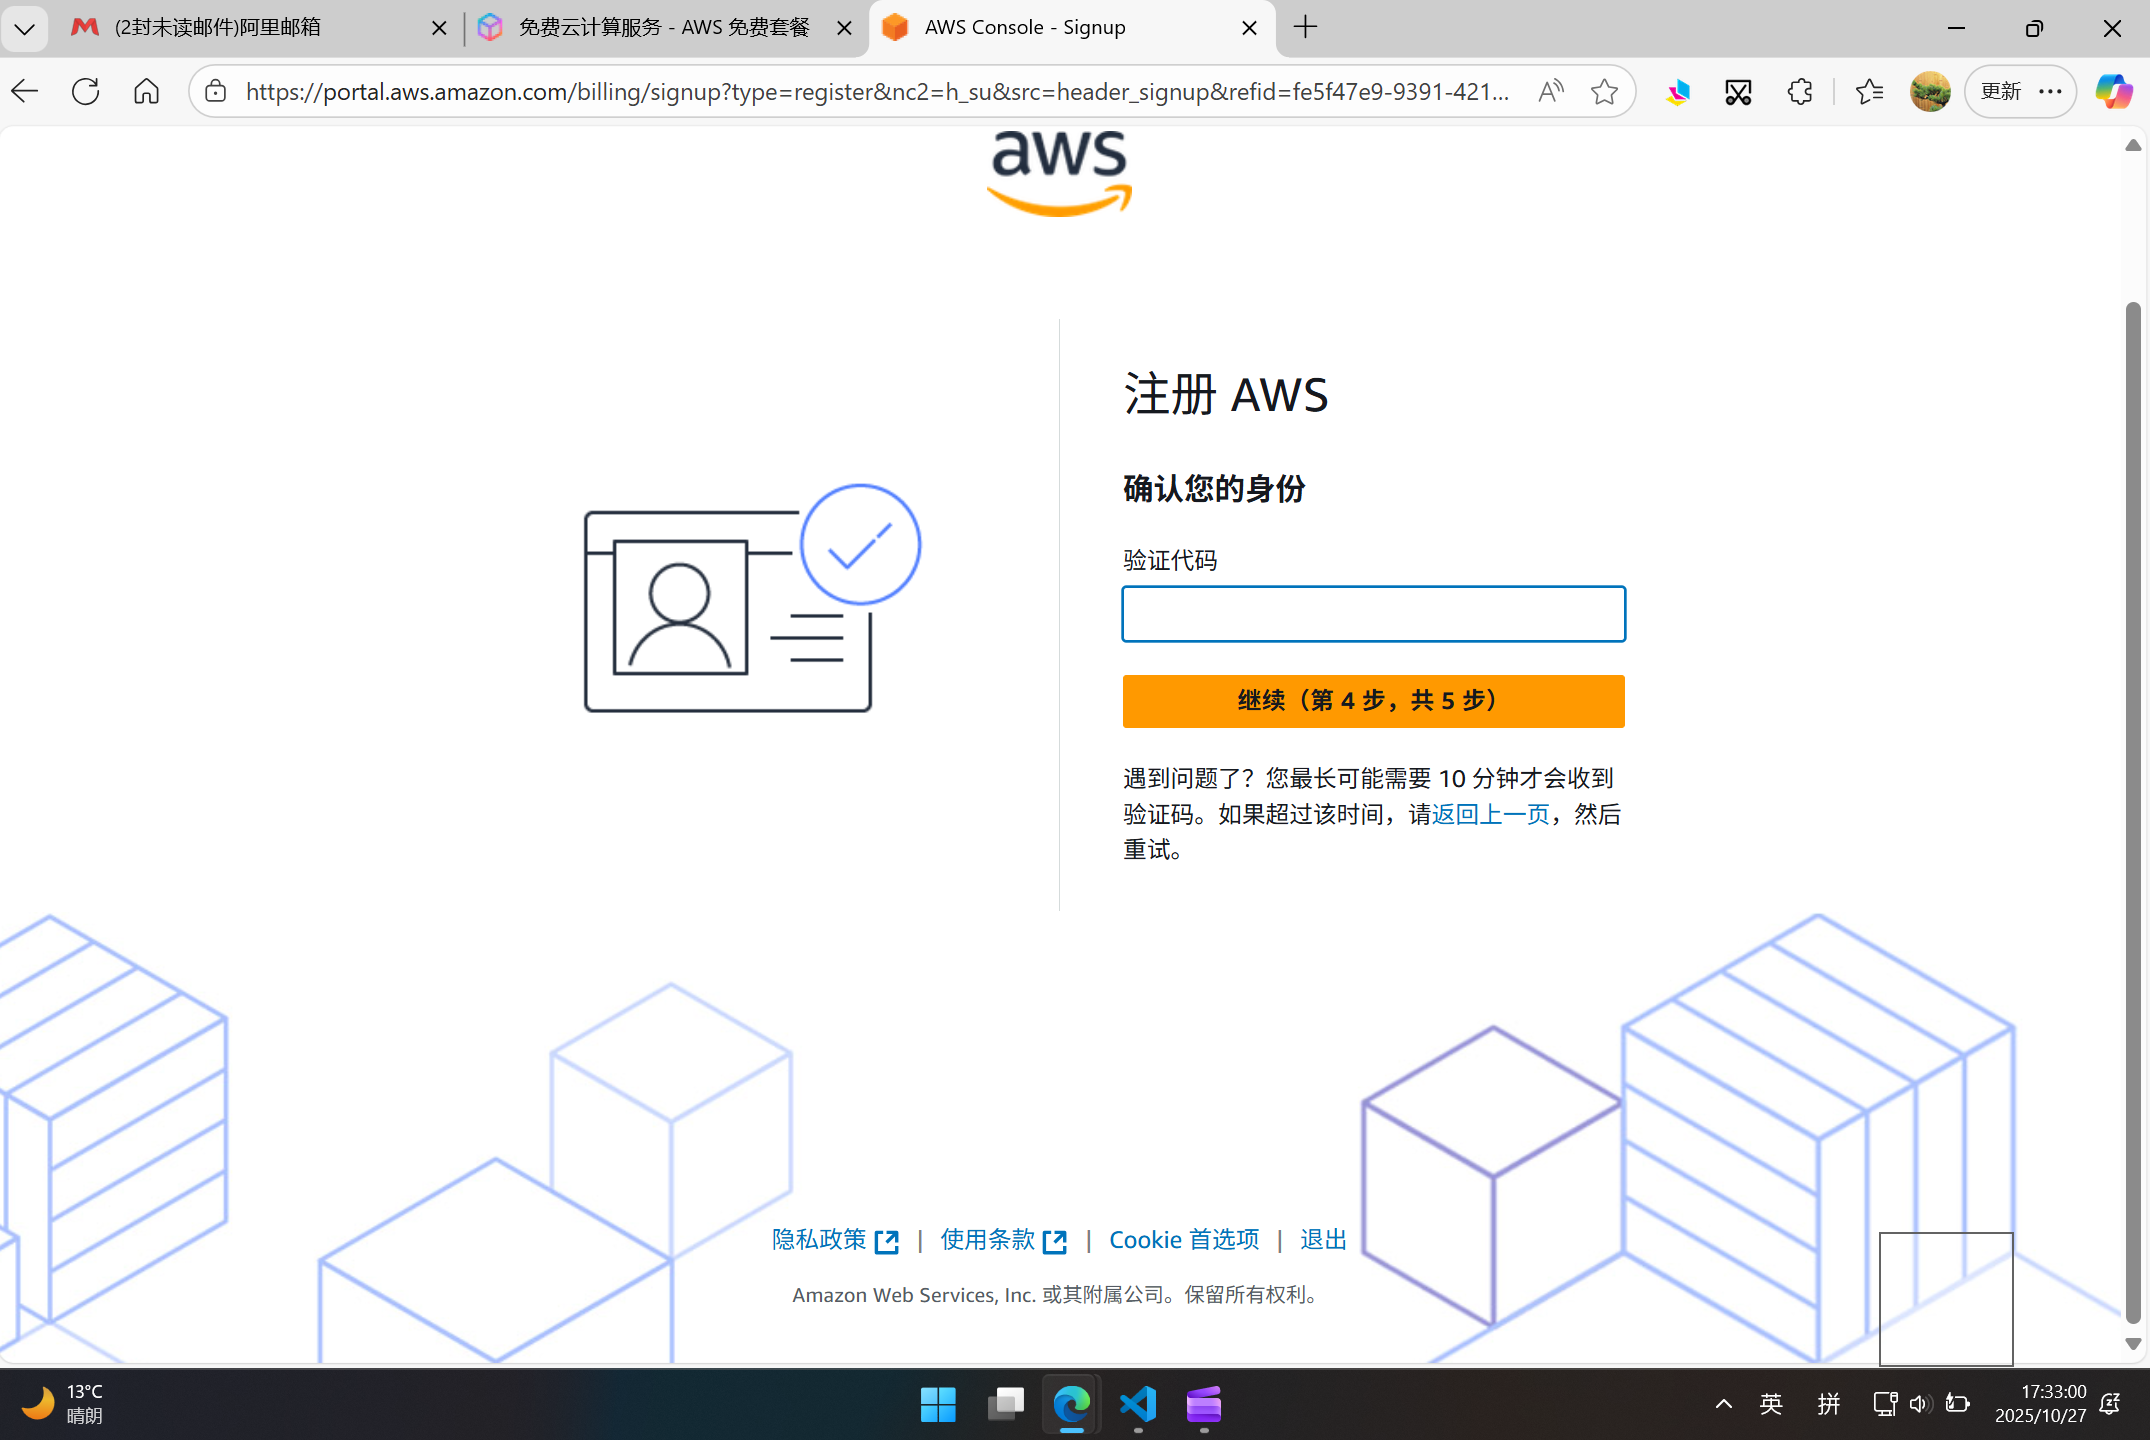 (2封未读邮件)阿里邮箱
免费云计算服务 - AWS 免费套餐
AWS Console - Signup
https://portal.aws.amazon.com/billing/signup?type=register&nc2=h_su&src=header_signup&refid=fe5f47e9-9391-421...
更新
aws
注册 AWS
确认您的身份
验证代码
继续（第 4 步，共 5 步）
遇到问题了？您最长可能需要 10 分钟才会收到
验证码。如果超过该时间，请返回上一页，然后
重试。
隐私政策 | 使用条款 | Cookie 首选项 | 退出
Amazon Web Services, Inc. 或其附属公司。保留所有权利。
13°C
晴朗
英
拼
17:33:00
2025/10/27